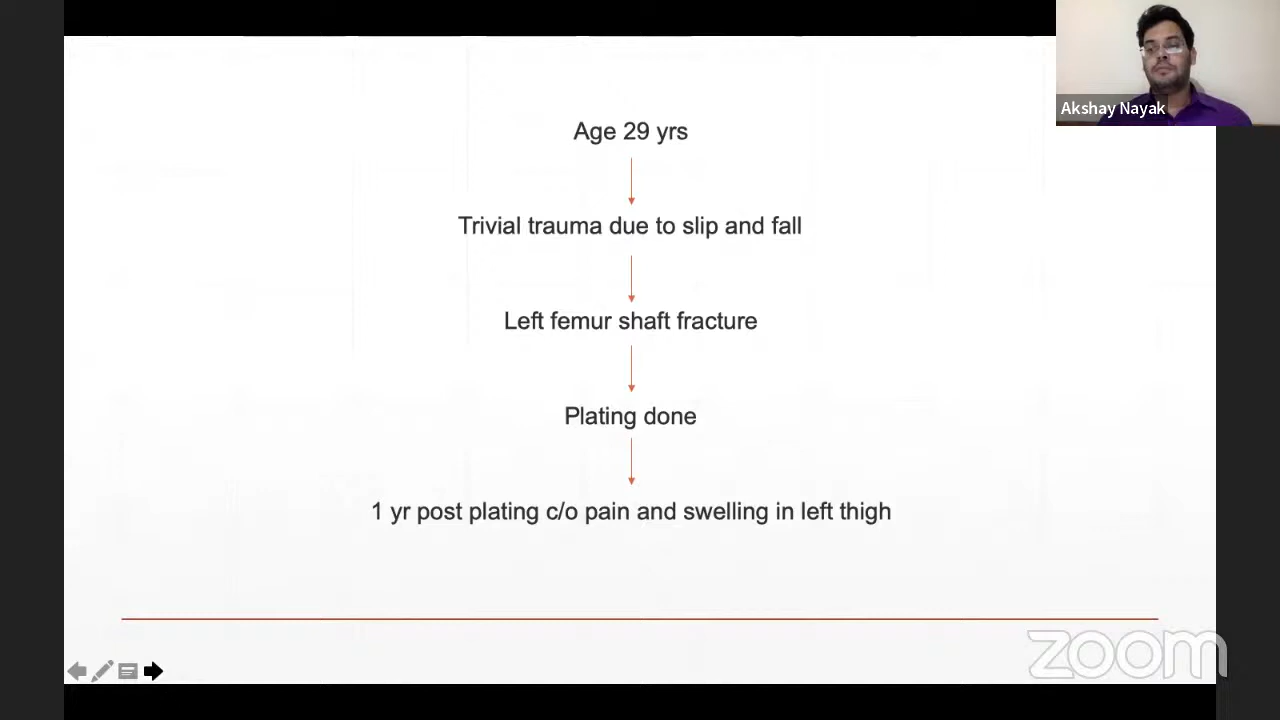 Akshay Nayak
Age 29 yrs
Trivial trauma due to slip and fall
Left femur shaft fracture
Plating done
1 yr post plating c/o pain and swelling in left thigh
zoom